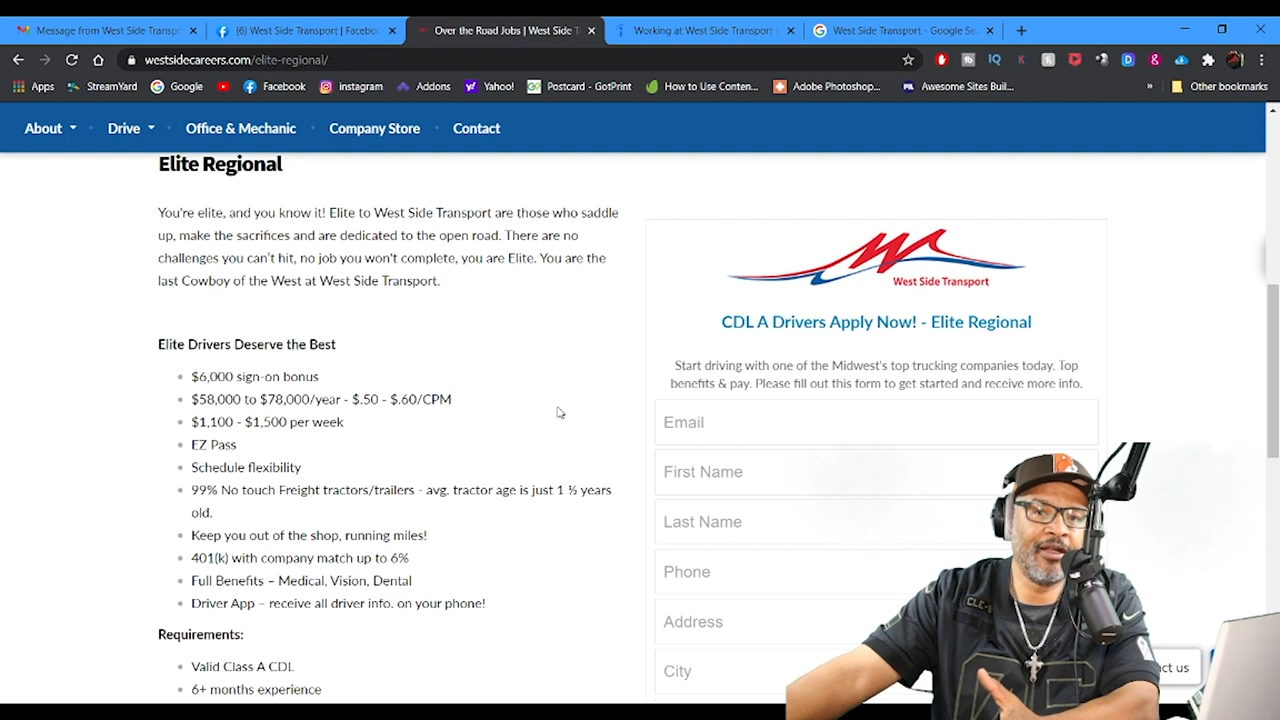 Message from West Side Transpo
(6) West Side Transport | Facebo
Over the Road Jobs | West Side T
Working at West Side Transport
West Side Transport - Google Se
westsidecareers.com/elite-regional/
Apps
StreamYard
Google
Facebook
instagram
Addons
Yahoo!
Postcard - GotPrint
How to Use Conten...
Adobe Photoshop...
Awesome Sites Buil...
»
Other bookmarks
About
Drive
Office & Mechanic
Company Store
Contact
Elite Regional
You're elite, and you know it! Elite to West Side Transport are those who saddle
up, make the sacrifices and are dedicated to the open road. There are no
challenges you can't hit, no job you won't complete, you are Elite. You are the
last Cowboy of the West at West Side Transport.
Elite Drivers Deserve the Best
$6,000 sign-on bonus
$58,000 to $78,000/year - $.50 - $.60/CPM
$1,100 - $1,500 per week
EZ Pass
Schedule flexibility
99% No touch Freight tractors/trailers - avg. tractor age is just 1 ½ years
old.
Keep you out of the shop, running miles!
401(k) with company match up to 6%
Full Benefits – Medical, Vision, Dental
Driver App – receive all driver info. on your phone!
Requirements:
Valid Class A CDL
6+ months experience
West Side Transport
CDL A Drivers Apply Now! - Elite Regional
Start driving with one of the Midwest's top trucking companies today. Top
benefits & pay. Please fill out this form to get started and receive more info.
Email
First Name
Last Name
Phone
Address
City
ct us